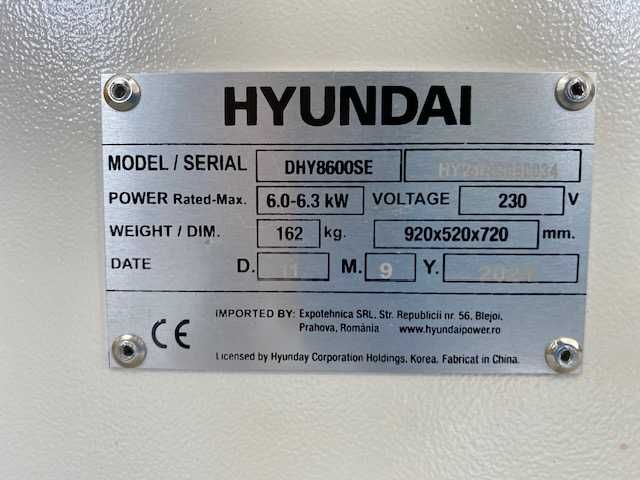 HYUNDAI
MODEL / SERIAL DHY8600SE
POWER Rated-Max. 6.0-6.3 kW VOLTAGE 230 V
WEIGHT / DIM. 162 kg. 920x520x720 mm.
DATE D. 11 M. 9 Y.
CE
IMPORTED BY: Expotehnica SRL, Str. Republicii nr. 56, Blejoi,
Prahova, România www.hyundaipower.ro
Licensed by Hyunday Corporation Holdings, Korea. Fabricat in China.